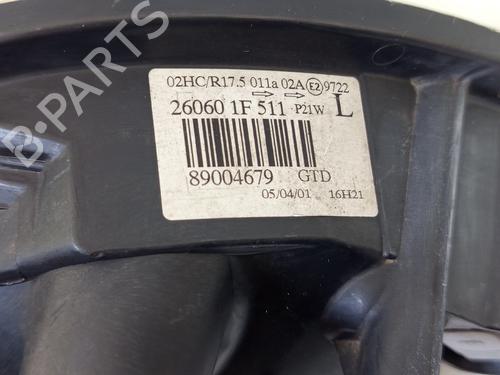 02HC/R17.5 011a 02A E2 9722
26060 1F 511 P21W L
89004679 GTD
05/04/01 16H21
B-PARTS